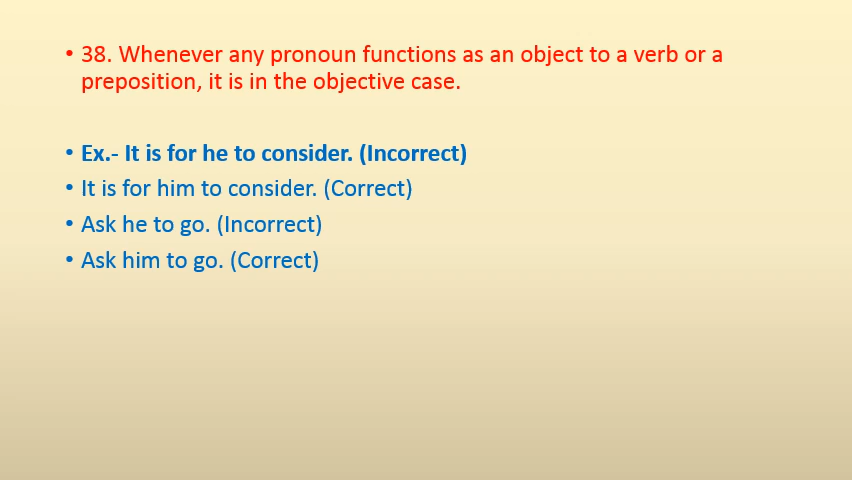 • 38. Whenever any pronoun functions as an object to a verb or a
preposition, it is in the objective case.
• Ex.- It is for he to consider. (Incorrect)
• It is for him to consider. (Correct)
• Ask he to go. (Incorrect)
• Ask him to go. (Correct)